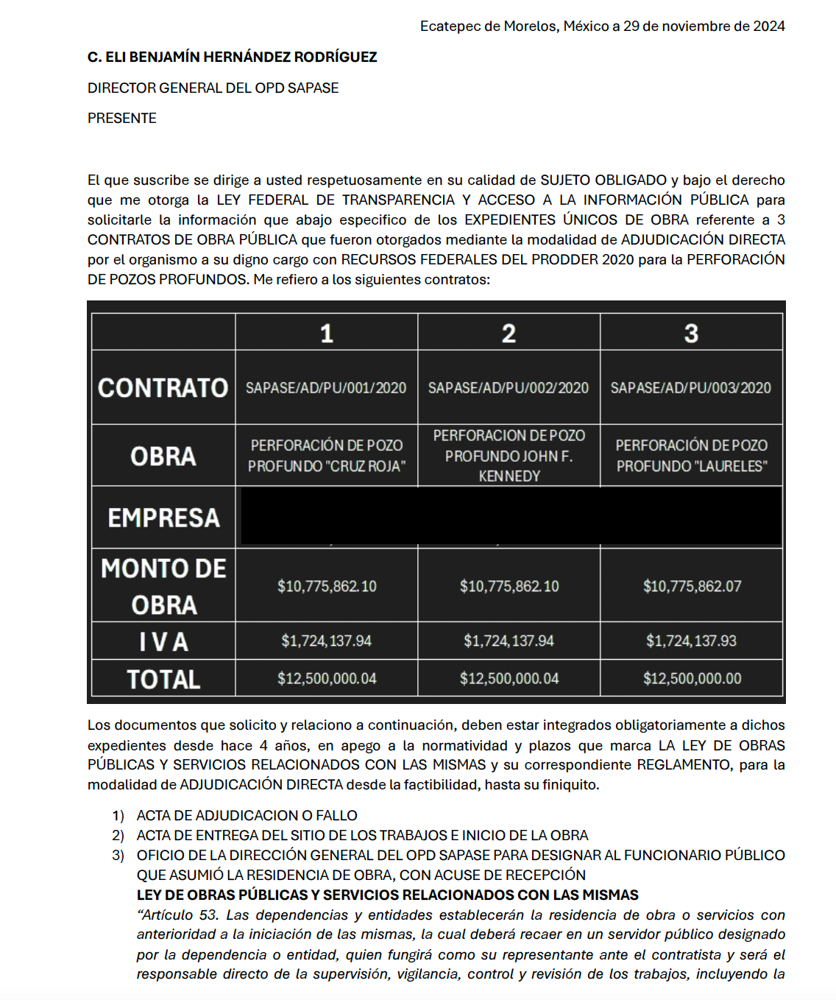 Ecatepec de Morelos, México a 29 de noviembre de 2024
C. ELI BENJAMÍN HERNÁNDEZ RODRÍGUEZ
DIRECTOR GENERAL DEL OPD SAPASE
PRESENTE
El que suscribe se dirige a usted respetuosamente en su calidad de SUJETO OBLIGADO y bajo el derecho
que me otorga la LEY FEDERAL DE TRANSPARENCIA Y ACCESO A LA INFORMACIÓN PÚBLICA para
solicitarle la información que abajo especifico de los EXPEDIENTES ÚNICOS DE OBRA referente a 3
CONTRATOS DE OBRA PÚBLICA que fueron otorgados mediante la modalidad de ADJUDICACIÓN DIRECTA
por el organismo a su digno cargo con RECURSOS FEDERALES DEL PRODDER 2020 para la PERFORACIÓN
DE POZOS PROFUNDOS. Me refiero a los siguientes contratos:
1 2 3
CONTRATO SAPASE/AD/PU/001/2020 SAPASE/AD/PU/002/2020 SAPASE/AD/PU/003/2020
OBRA
PERFORACIÓN DE POZO
PROFUNDO "CRUZ ROJA"
PERFORACION DE POZO
PROFUNDO JOHN F.
KENNEDY
PERFORACIÓN DE POZO
PROFUNDO "LAURELES"
EMPRESA
MONTO DE
OBRA
$10,775,862.10 $10,775,862.10 $10,775,862.07
I V A $1,724,137.94 $1,724,137.94 $1,724,137.93
TOTAL $12,500,000.04 $12,500,000.04 $12,500,000.00
Los documentos que solicito y relaciono a continuación, deben estar integrados obligatoriamente a dichos
expedientes desde hace 4 años, en apego a la normatividad y plazos que marca LA LEY DE OBRAS
PÚBLICAS Y SERVICIOS RELACIONADOS CON LAS MISMAS y su correspondiente REGLAMENTO, para la
modalidad de ADJUDICACIÓN DIRECTA desde la factibilidad, hasta su finiquito.
1) ACTA DE ADJUDICACION O FALLO
2) ACTA DE ENTREGA DEL SITIO DE LOS TRABAJOS E INICIO DE LA OBRA
3) OFICIO DE LA DIRECCIÓN GENERAL DEL OPD SAPASE PARA DESIGNAR AL FUNCIONARIO PÚBLICO
QUE ASUMIÓ LA RESIDENCIA DE OBRA, CON ACUSE DE RECEPCIÓN
LEY DE OBRAS PÚBLICAS Y SERVICIOS RELACIONADOS CON LAS MISMAS
“Artículo 53. Las dependencias y entidades establecerán la residencia de obra o servicios con
anterioridad a la iniciación de las mismas, la cual deberá recaer en un servidor público designado
por la dependencia o entidad, quien fungirá como su representante ante el contratista y será el
responsable directo de la supervisión, vigilancia, control y revisión de los trabajos, incluyendo la